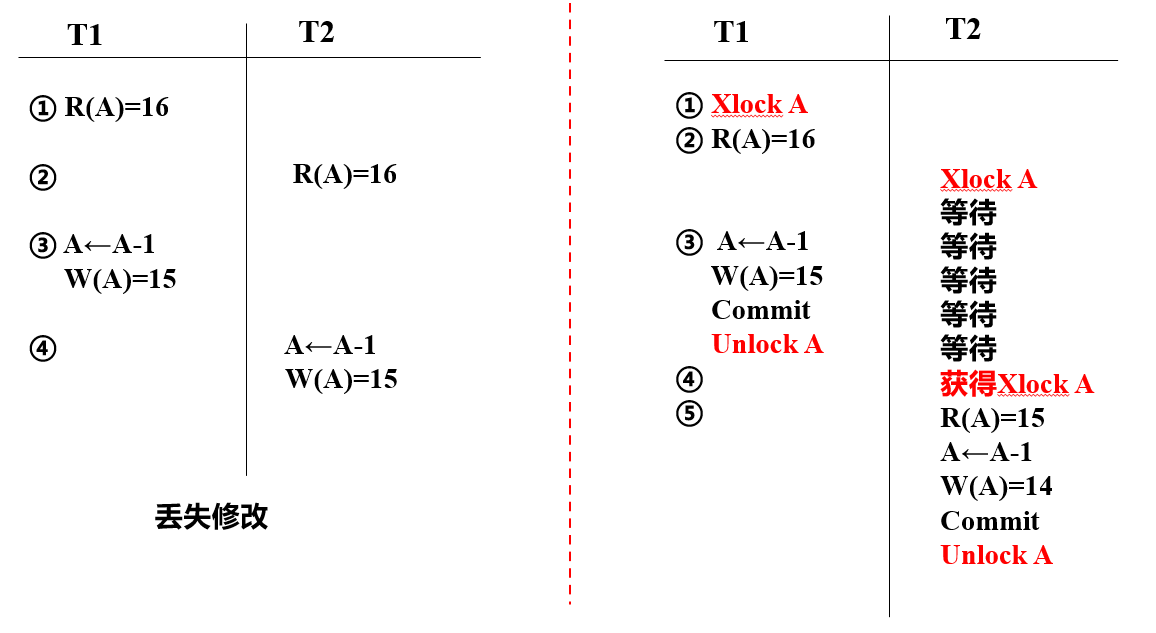 T1 T2
① R(A)=16
② R(A)=16
③ A←A-1
W(A)=15
④ A←A-1
W(A)=15
丢失修改
T1 T2
① Xlock A
② R(A)=16
Xlock A
等待
③ A←A-1 等待
W(A)=15 等待
Commit 等待
Unlock A 等待
④ 获得Xlock A
⑤ R(A)=15
A←A-1
W(A)=14
Commit
Unlock A